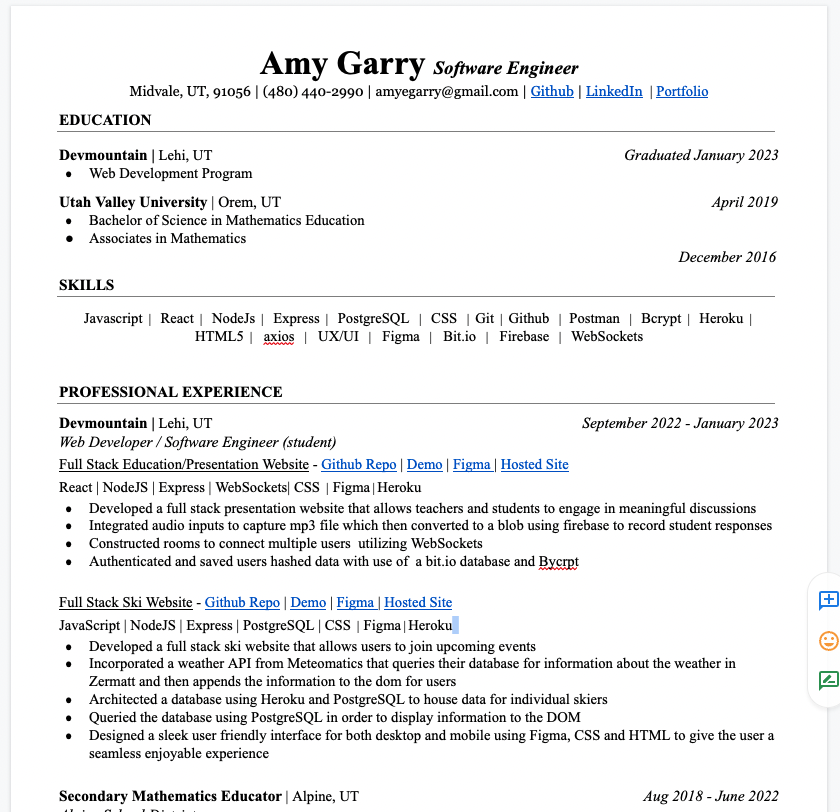 Amy Garry Software Engineer
Midvale, UT, 91056 | (480) 440-2990 | amyegarry@gmail.com | Github | LinkedIn | Portfolio
EDUCATION
Devmountain | Lehi, UT Graduated January 2023
● Web Development Program
Utah Valley University | Orem, UT April 2019
● Bachelor of Science in Mathematics Education
● Associates in Mathematics
December 2016
SKILLS
Javascript | React | NodeJs | Express | PostgreSQL | CSS | Git | Github | Postman | Bcrypt | Heroku |
HTML5 | axios | UX/UI | Figma | Bit.io | Firebase | WebSockets
PROFESSIONAL EXPERIENCE
Devmountain | Lehi, UT September 2022 - January 2023
Web Developer / Software Engineer (student)
Full Stack Education/Presentation Website - Github Repo | Demo | Figma | Hosted Site
React | NodeJS | Express | WebSockets| CSS | Figma | Heroku
● Developed a full stack presentation website that allows teachers and students to engage in meaningful discussions
● Integrated audio inputs to capture mp3 file which then converted to a blob using firebase to record student responses
● Constructed rooms to connect multiple users utilizing WebSockets
● Authenticated and saved users hashed data with use of a bit.io database and Bycrpt
Full Stack Ski Website - Github Repo | Demo | Figma | Hosted Site
JavaScript | NodeJS | Express | PostgreSQL | CSS | Figma | Heroku
● Developed a full stack ski website that allows users to join upcoming events
● Incorporated a weather API from Meteomatics that queries their database for information about the weather in
Zermatt and then appends the information to the dom for users
● Architected a database using Heroku and PostgreSQL to house data for individual skiers
● Queried the database using PostgreSQL in order to display information to the DOM
● Designed a sleek user friendly interface for both desktop and mobile using Figma, CSS and HTML to give the user a
seamless enjoyable experience
Secondary Mathematics Educator | Alpine, UT Aug 2018 - June 2022